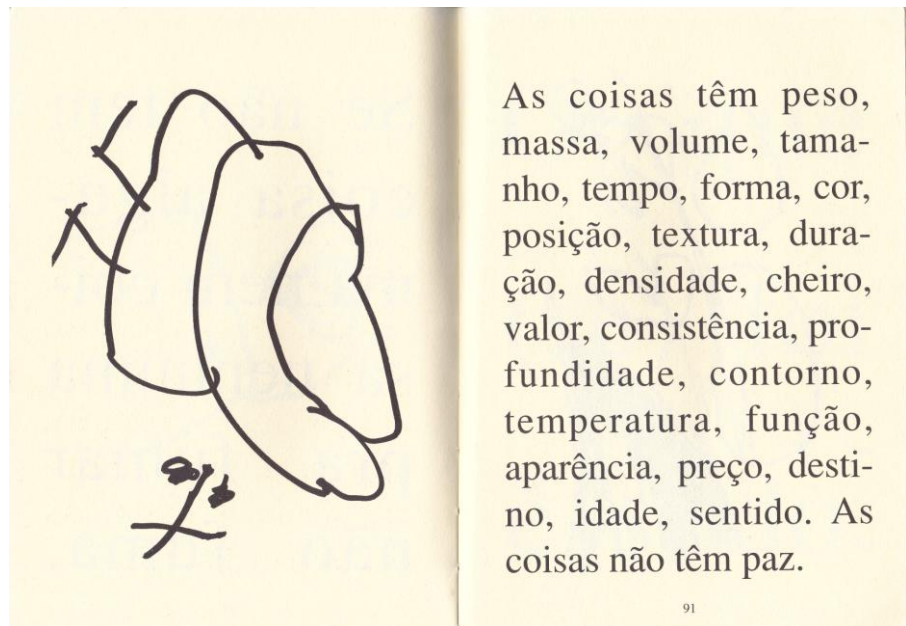 As coisas têm peso,
massa, volume, tama-
nho, tempo, forma, cor,
posição, textura, dura-
ção, densidade, cheiro,
valor, consistência, pro-
fundidade, contorno,
temperatura, função,
aparência, preço, desti-
no, idade, sentido. As
coisas não têm paz.
91